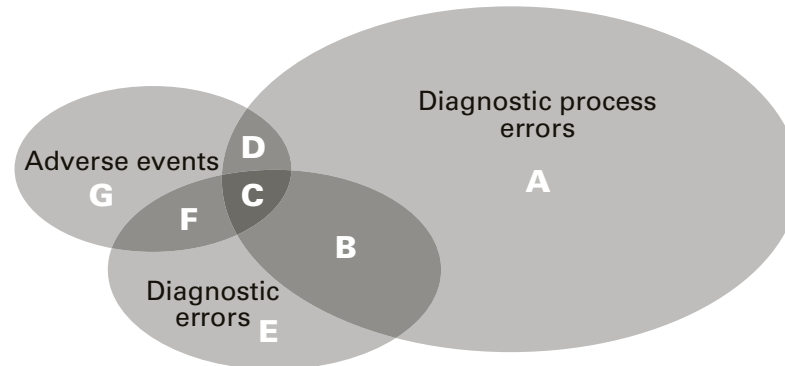 Diagnostic process
errors
D
Adverse events
A
G
C
F
B
Diagnostic
errors
E